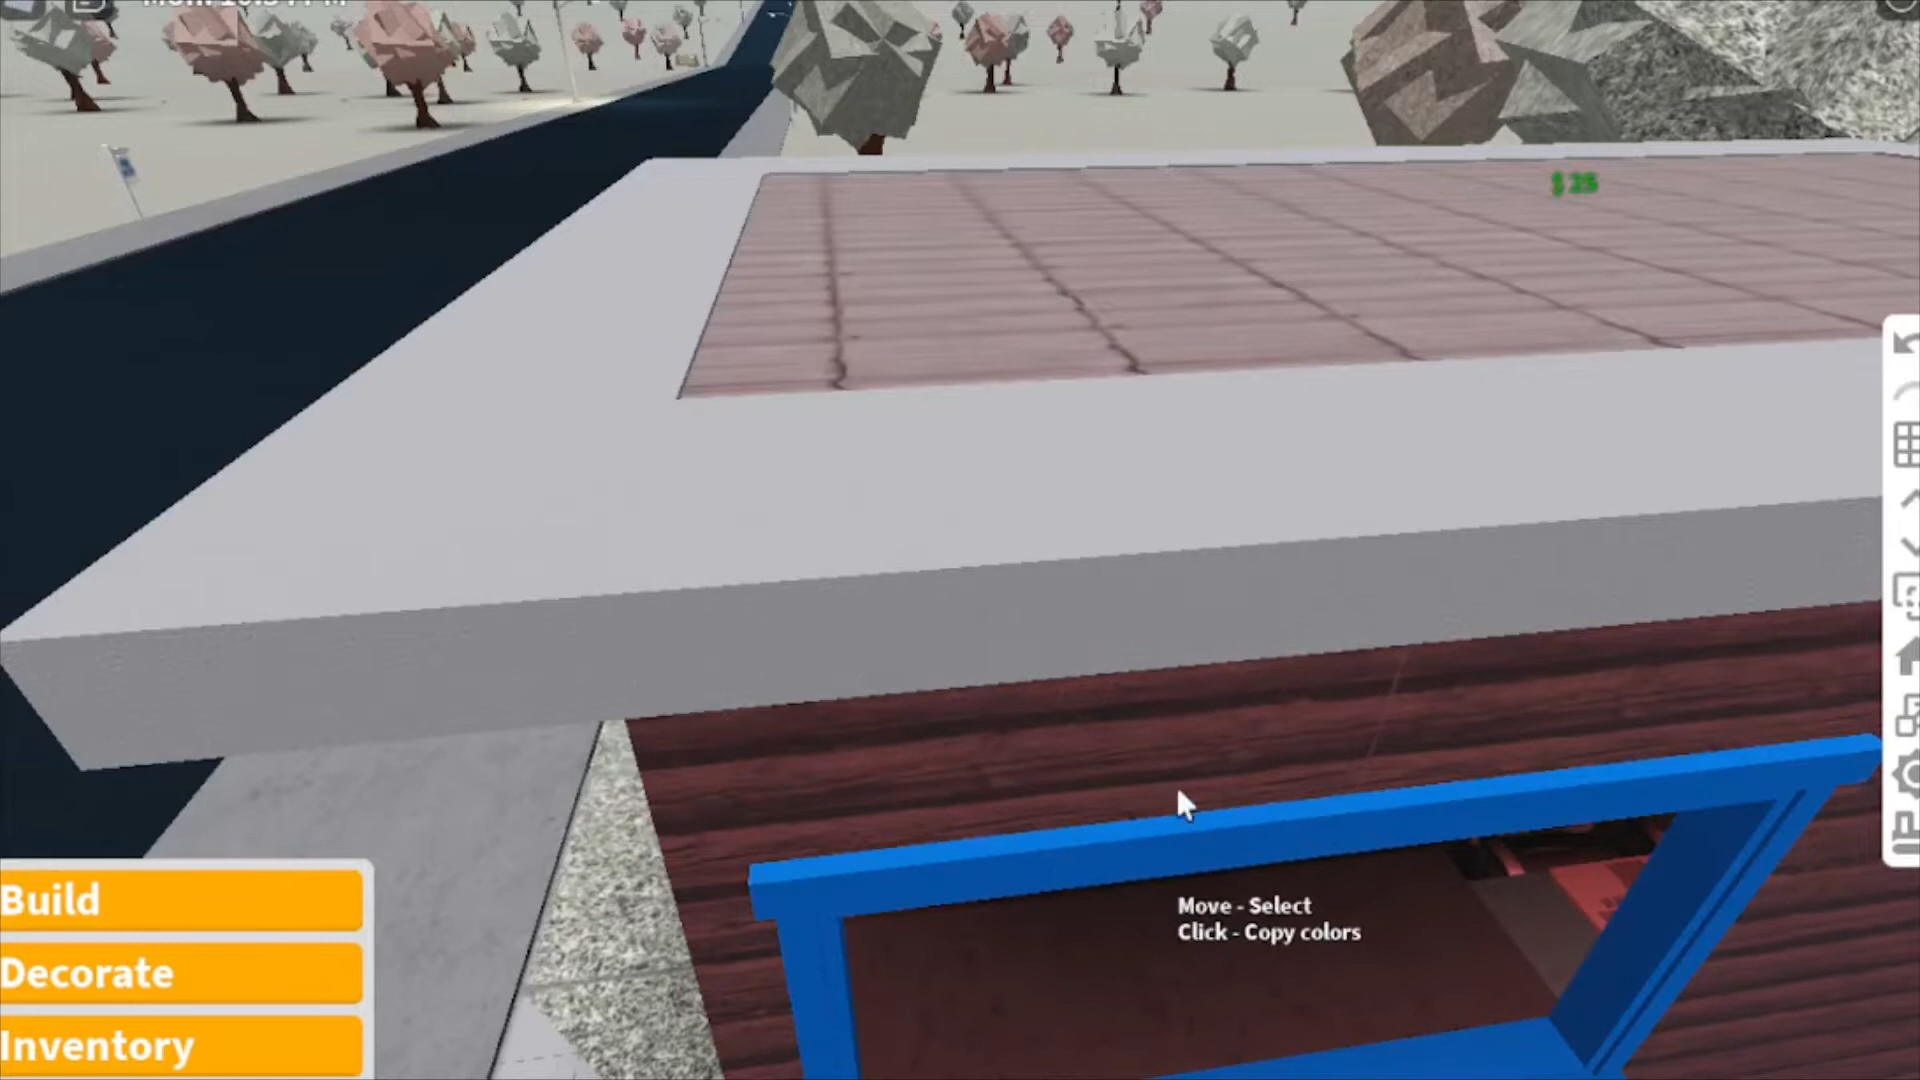 $25
Move - Select
Click - Copy colors
Build
Decorate
Inventory